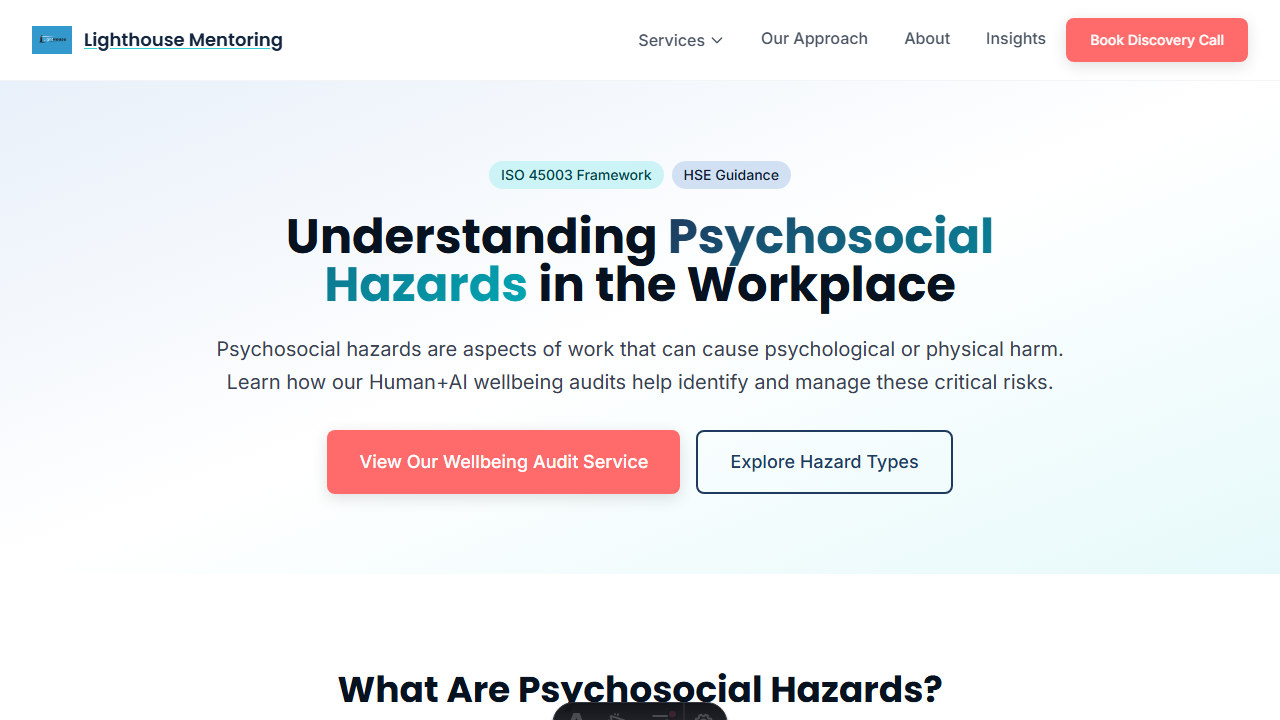 Lighthouse Mentoring
Services
Our Approach
About
Insights
Book Discovery Call
ISO 45003 Framework
HSE Guidance
Understanding Psychosocial
Hazards in the Workplace
Psychosocial hazards are aspects of work that can cause psychological or physical harm.
Learn how our Human+AI wellbeing audits help identify and manage these critical risks.
View Our Wellbeing Audit Service
Explore Hazard Types
What Are Psychosocial Hazards?